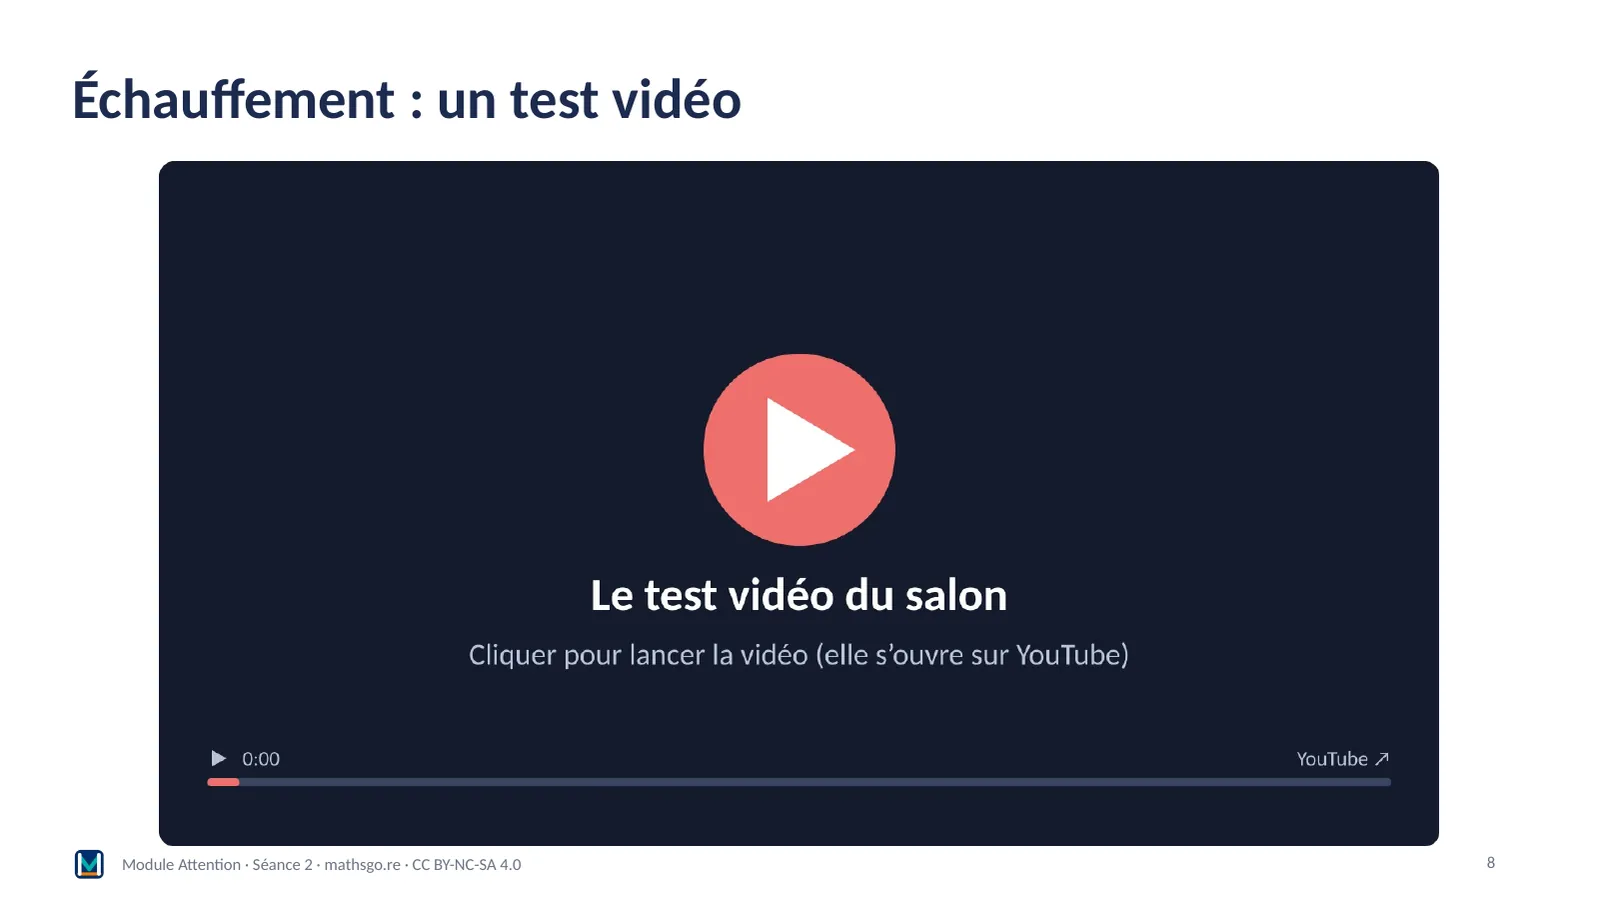 Échauffement : un test vidéo
Le test vidéo du salon
Cliquer pour lancer la vidéo (elle s’ouvre sur YouTube)
0:00
YouTube ↗
Module Attention · Séance 2 · mathsgo.re · CC BY-NC-SA 4.0
8